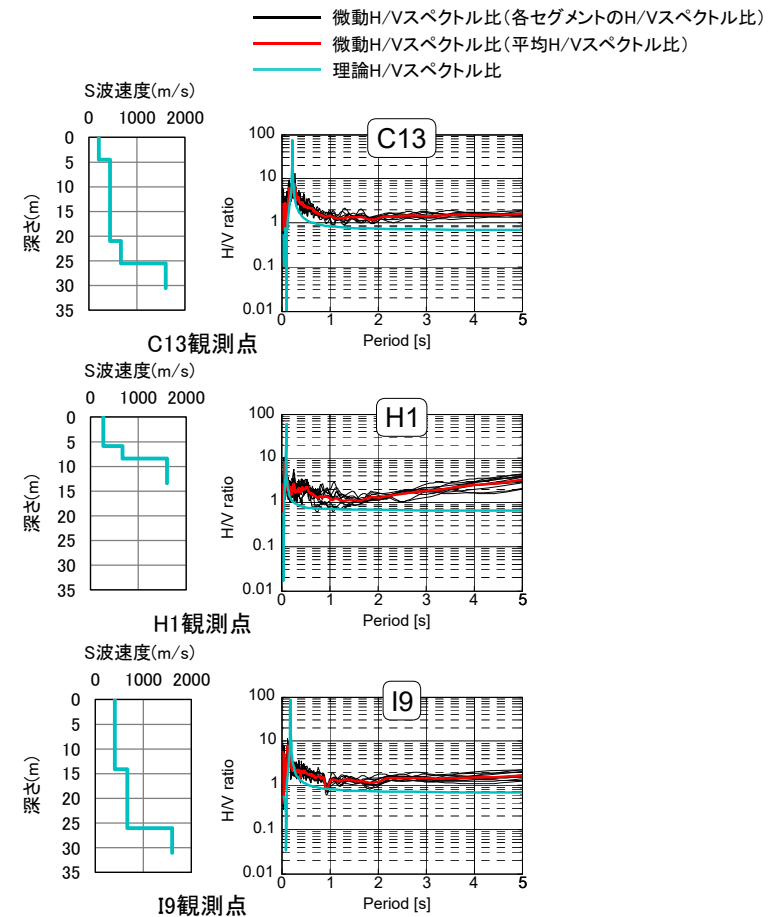 微動H/Vスペクトル比(各セグメントのH/Vスペクトル比)
微動H/Vスペクトル比(平均H/Vスペクトル比)
理論H/Vスペクトル比
S波速度(m/s)
0 1000 2000
0
5
10
15
20
25
30
35
深さ(m)
C13
100
10
1
0.1
0.01
H/V ratio
0 1 2 3 4 5
Period [s]
C13観測点
S波速度(m/s)
0 1000 2000
0
5
10
15
20
25
30
35
深さ(m)
H1
100
10
1
0.1
0.01
H/V ratio
0 1 2 3 4 5
Period [s]
H1観測点
S波速度(m/s)
0 1000 2000
0
5
10
15
20
25
30
35
深さ(m)
I9
100
10
1
0.1
0.01
H/V ratio
0 1 2 3 4 5
Period [s]
I9観測点